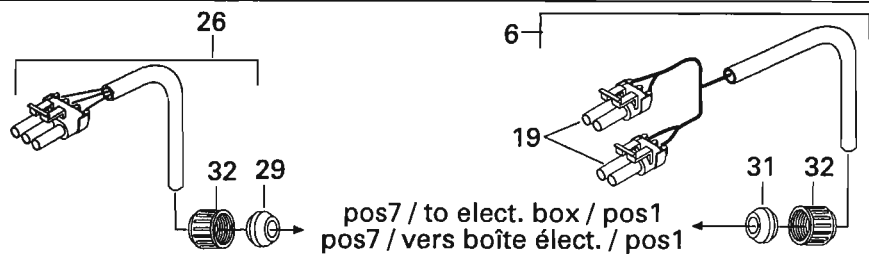 26
6
19
32 29
31 32
pos7 / to elect. box / pos1
pos7 / vers boîte élect. / pos1